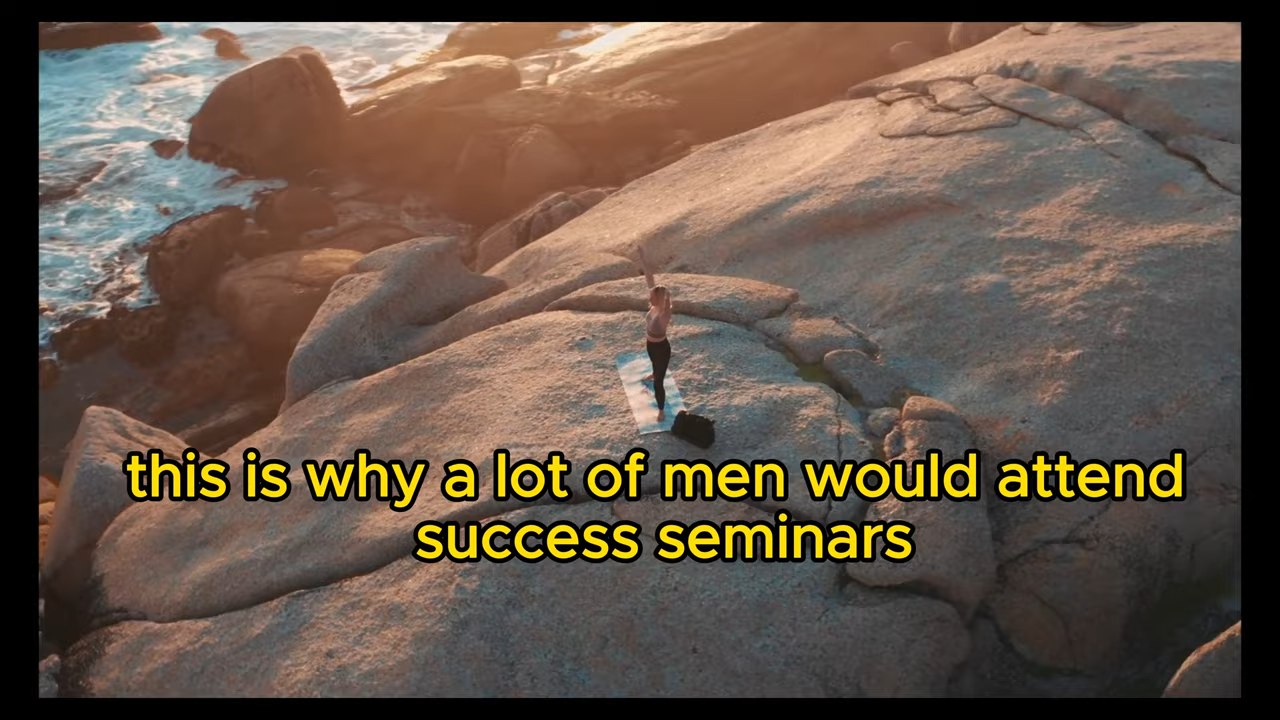 this is why a lot of men would attend
success seminars